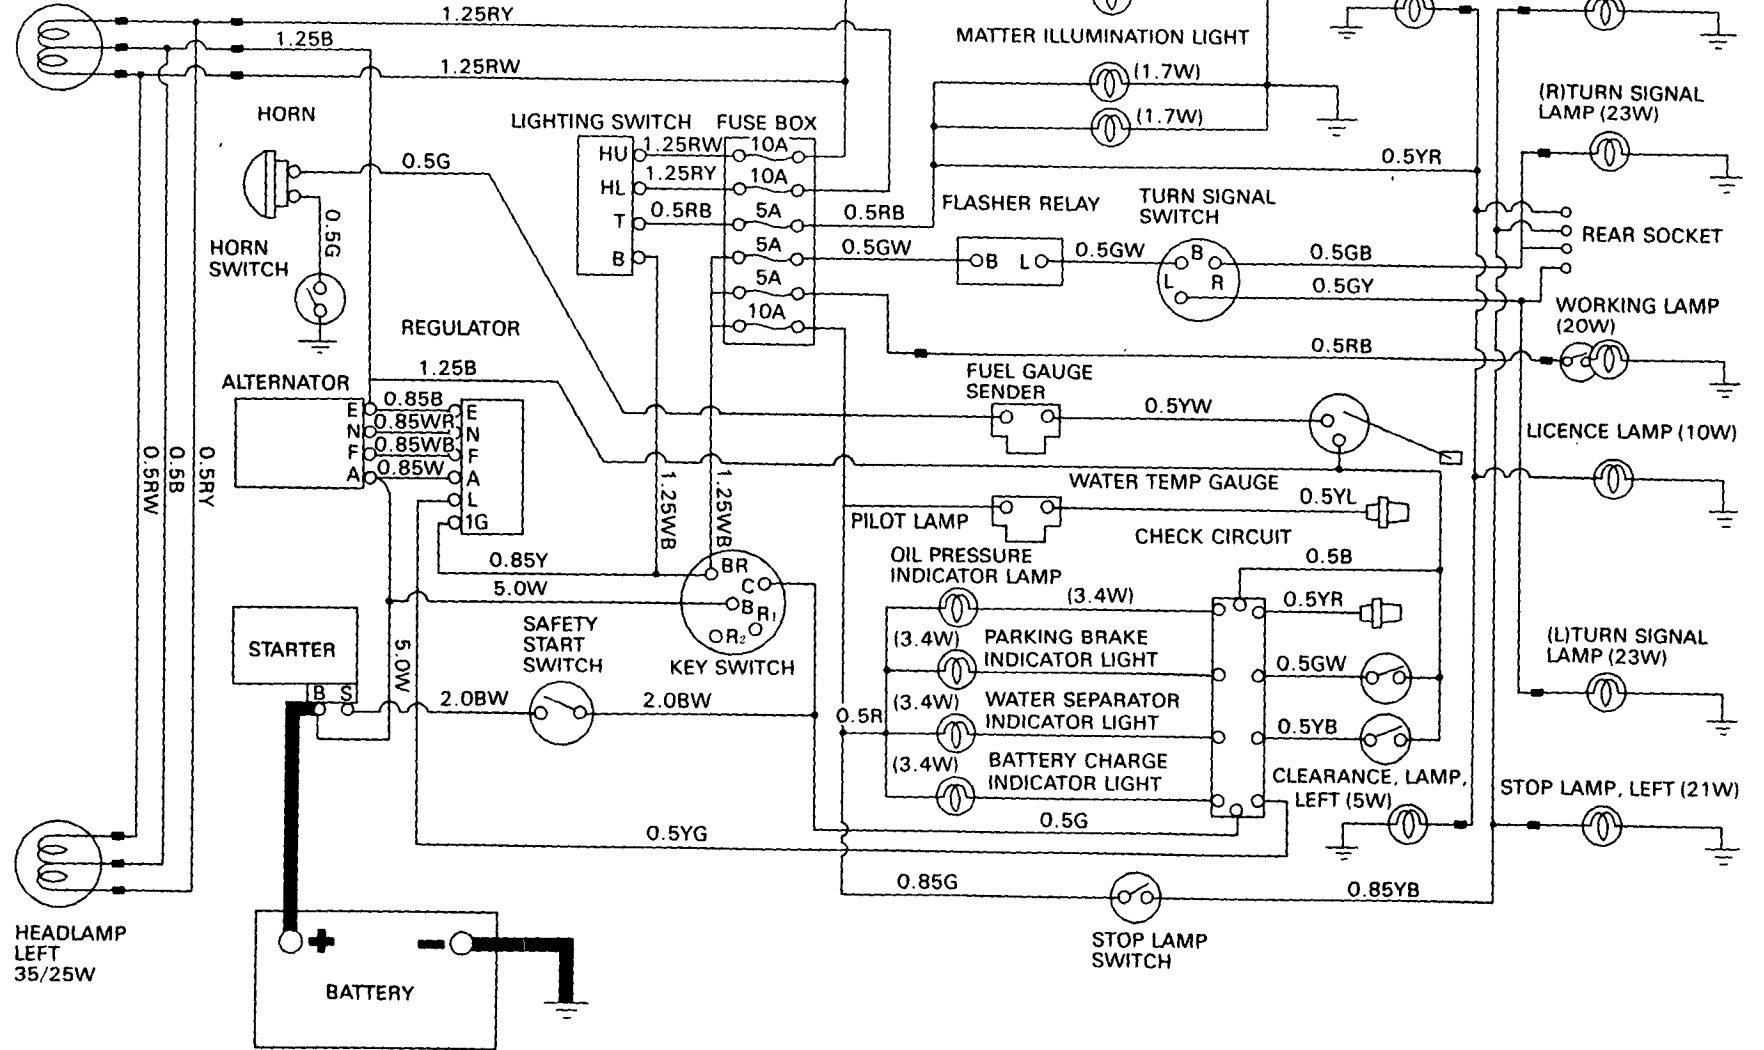 1.25RY
1.25B
1.25RW
MATTER ILLUMINATION LIGHT
(1.7W)
(1.7W)
(R)TURN SIGNAL
LAMP (23W)
HORN
LIGHTING SWITCH
FUSE BOX
HU
1.25RW
10A
HL
1.25RY
10A
T
0.5RB
5A
0.5RB
B
5A
0.5GW
5A
10A
0.5G
0.5YR
FLASHER RELAY
TURN SIGNAL
SWITCH
B
L
0.5GW
B
L
R
0.5GB
0.5GY
REAR SOCKET
0.5G
HORN
SWITCH
WORKING LAMP
(20W)
0.5RB
REGULATOR
1.25B
ALTERNATOR
E
0.85B
E
N
0.85WR
N
F
0.85WB
F
A
0.85W
A
L
1G
FUEL GAUGE
SENDER
0.5YW
LICENCE LAMP (10W)
0.5RW
0.5B
0.5RY
1.25WB
1.25WB
WATER TEMP GAUGE
0.5YL
PILOT LAMP
CHECK CIRCUIT
0.85Y
5.0W
BR
C
B
R1
R2
KEY SWITCH
OIL PRESSURE
INDICATOR LAMP
(3.4W)
0.5B
0.5YR
STARTER
B
S
5.0W
SAFETY
START
SWITCH
2.0BW
2.0BW
(3.4W)
PARKING BRAKE
INDICATOR LIGHT
0.5GW
(L)TURN SIGNAL
LAMP (23W)
0.5R
(3.4W)
WATER SEPARATOR
INDICATOR LIGHT
0.5YB
(3.4W)
BATTERY CHARGE
INDICATOR LIGHT
CLEARANCE, LAMP,
LEFT (5W)
STOP LAMP, LEFT (21W)
0.5G
0.5YG
0.85G
0.85YB
STOP LAMP
SWITCH
HEADLAMP
LEFT
35/25W
+
−
BATTERY